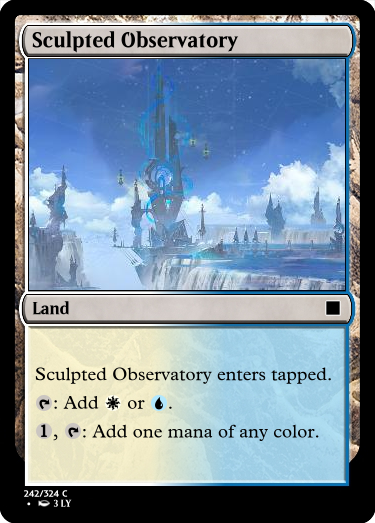 Sculpted Observatory
Land
Sculpted Observatory enters tapped.
: Add or .
1, : Add one mana of any color.
242/324 C
• 3 LY